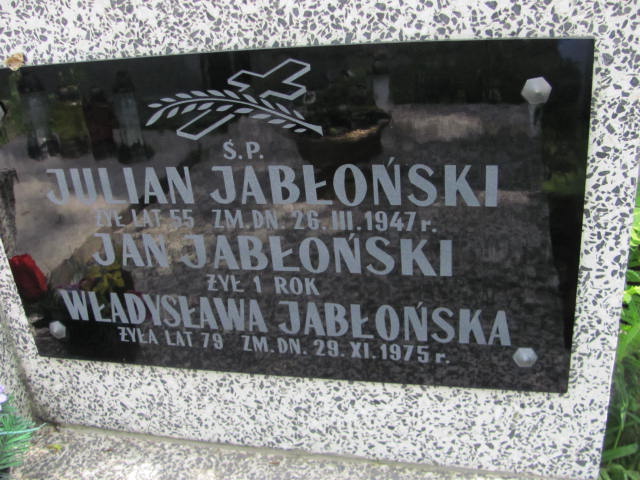 Ś.P.
JULIAN JABŁOŃSKI
ŻYŁ LAT 55 ZM. DN. 26. III. 1947 r.
JAN JABŁOŃSKI
ŻYŁ 1 ROK
WŁADYSŁAWA JABŁOŃSKA
ŻYŁA LAT 79 ZM. DN. 29. XI. 1975 r.